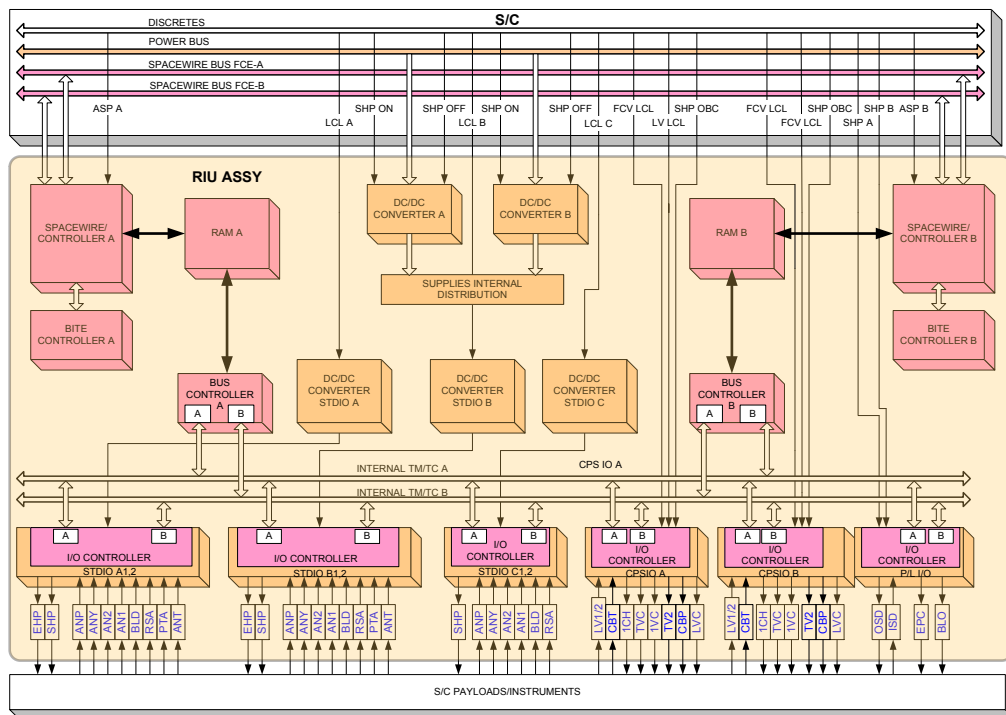 S/C
DISCRETES
POWER BUS
SPACEWIRE BUS FCE-A
SPACEWIRE BUS FCE-B
ASP A
LCL A
SHP ON
SHP OFF
LCL B
SHP ON
SHP OFF
LCL C
FCV LCL
LV LCL
SHP OBC
FCV LCL
FCV LCL
SHP OBC
SHP A
SHP B
ASP B
RIU ASSY
SPACEWIRE/
CONTROLLER A
RAM A
DC/DC
CONVERTER A
DC/DC
CONVERTER B
RAM B
SPACEWIRE/
CONTROLLER B
SUPPLIES INTERNAL
DISTRIBUTION
BITE
CONTROLLER A
BITE
CONTROLLER B
BUS
CONTROLLER
A
A
B
DC/DC
CONVERTER
STDIO A
DC/DC
CONVERTER
STDIO B
DC/DC
CONVERTER
STDIO C
BUS
CONTROLLER
B
A
B
INTERNAL TM/TC A
CPS IO A
INTERNAL TM/TC B
A
B
I/O CONTROLLER
STDIO A1,2
A
B
I/O CONTROLLER
STDIO B1,2
A
B
I/O
CONTROLLER
STDIO C1,2
A
B
I/O
CONTROLLER
CPSIO A
A
B
I/O
CONTROLLER
CPSIO B
A
B
I/O
CONTROLLER
P/L I/O
EHP
SHP
ANP
ANY
AN2
AN1
BLD
RSA
PTA
ANT
EHP
SHP
ANP
ANY
AN2
AN1
BLD
RSA
PTA
ANT
SHP
ANP
ANY
AN2
AN1
BLD
RSA
LV1/2
CBT
1CH
TVC
1VC
TV2
CBP
LVC
LV1/2
CBT
1CH
TVC
1VC
TV2
CBP
LVC
OSD
ISD
EPC
BLO
S/C PAYLOADS/INSTRUMENTS